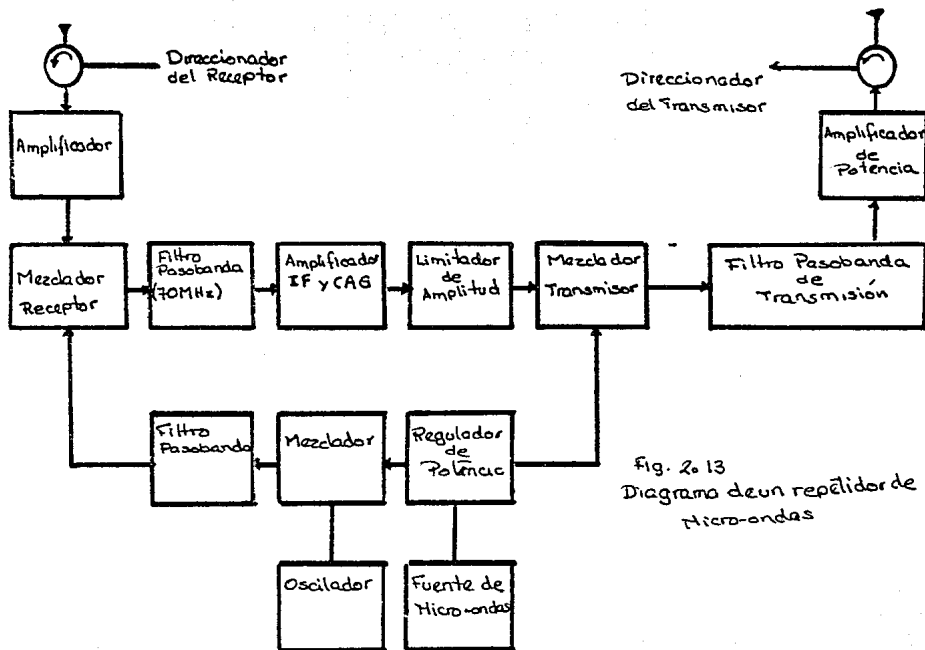 Direccionador
del Receptor
Direccionador
del Transmisor
Amplificador
Amplificador
de
Potencia
Mezclador
Receptor
Filtro
Pasobanda
(70MHz)
Amplificador
IF y CAG
Limitador
de
Amplitud
Mezclador
Transmisor
Filtro Pasobanda
de
Transmisión
Filtro
Pasobanda
Mezclador
Regulador
de
Potencia
Oscilador
Fuente de
Micro-ondas
Fig. 2.13
Diagrama de un repetidor de
Micro-ondas